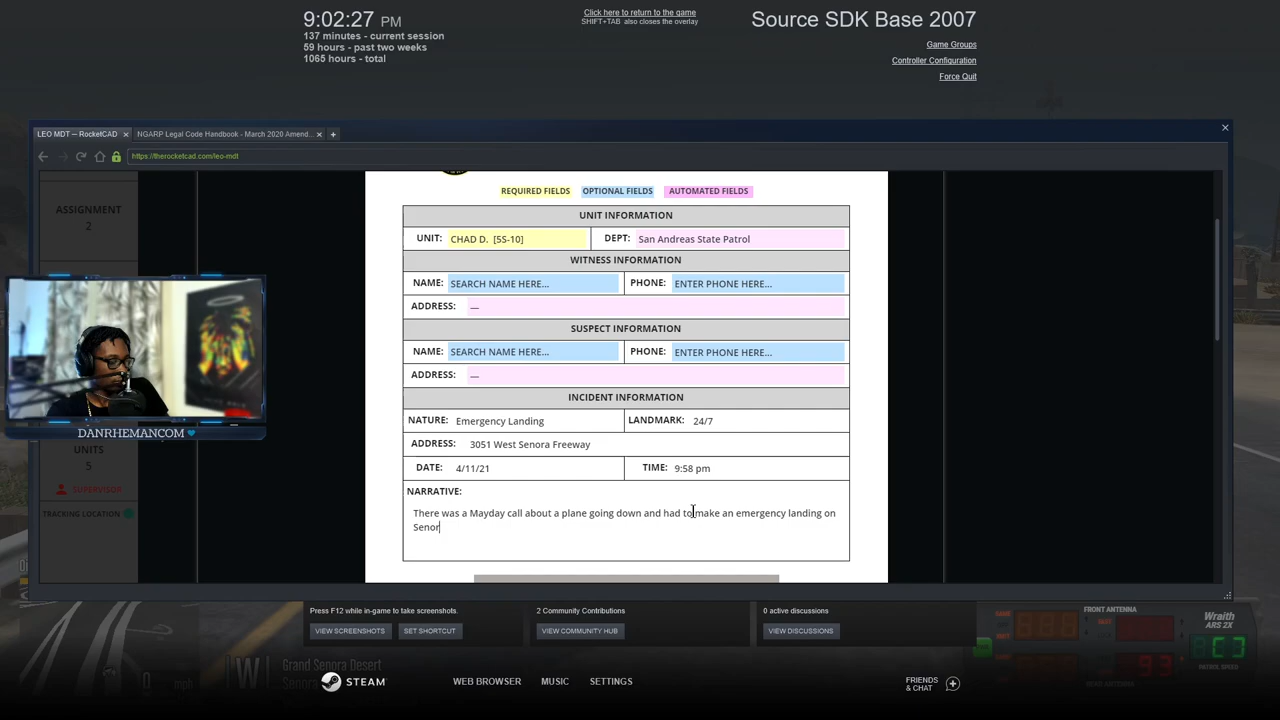 9:02:27 PM
137 minutes - current session
59 hours - past two weeks
1065 hours - total
Click here to return to the game
SHIFT+TAB also closes the overlay
Source SDK Base 2007
Game Groups
Controller Configuration
Force Quit
LEO MDT — RocketCAD
NGARP Legal Code Handbook - March 2020 Amend...
https://therocketcad.com/leo-mdt
ASSIGNMENT
2
UNITS
5
SUPERVISOR
TRACKING LOCATION
DANRHEMANCOM
REQUIRED FIELDS OPTIONAL FIELDS AUTOMATED FIELDS
UNIT INFORMATION
UNIT: CHAD D. [5S-10] DEPT: San Andreas State Patrol
WITNESS INFORMATION
NAME: SEARCH NAME HERE... PHONE: ENTER PHONE HERE...
ADDRESS: —
SUSPECT INFORMATION
NAME: SEARCH NAME HERE... PHONE: ENTER PHONE HERE...
ADDRESS: —
INCIDENT INFORMATION
NATURE: Emergency Landing LANDMARK: 24/7
ADDRESS: 3051 West Senora Freeway
DATE: 4/11/21 TIME: 9:58 pm
NARRATIVE:
There was a Mayday call about a plane going down and had to make an emergency landing on
Senor
Press F12 while in-game to take screenshots.
VIEW SCREENSHOTS SET SHORTCUT
2 Community Contributions
VIEW COMMUNITY HUB
0 active discussions
VIEW DISCUSSIONS
FRONT ANTENNA
Wraith
ARS 2X
PATROL SPEED
REAR ANTENNA
mph
W
Grand Senora Desert
STEAM
WEB BROWSER MUSIC SETTINGS
FRIENDS
& CHAT